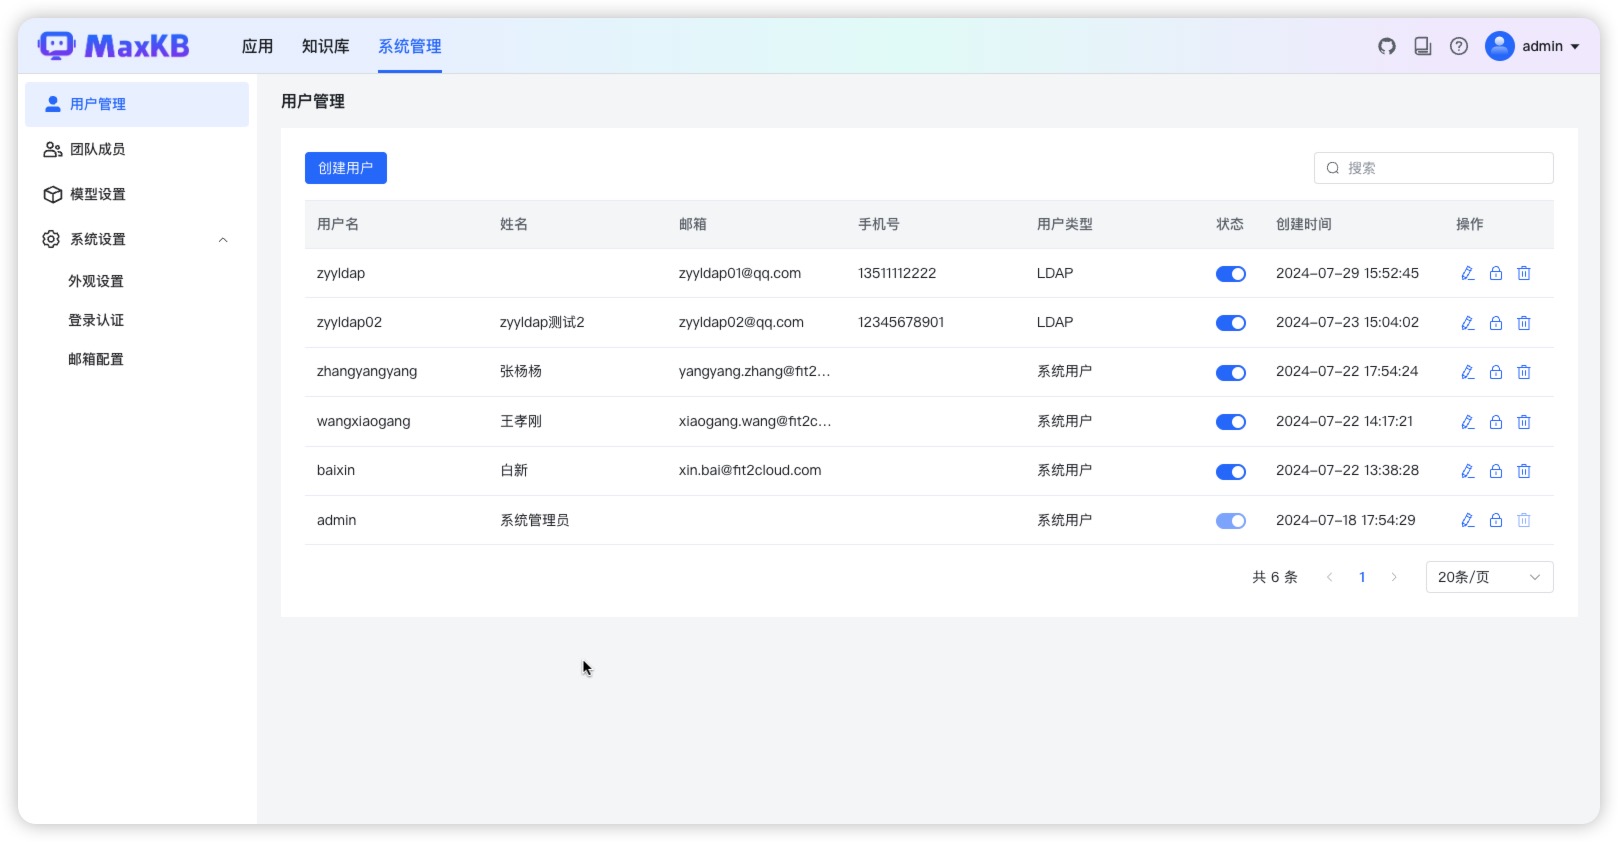 MaxKB 应用 知识库 系统管理 admin
用户管理
团队成员
模型设置
系统设置
外观设置
登录认证
邮箱配置
用户管理
创建用户 搜索
用户名 姓名 邮箱 手机号 用户类型 状态 创建时间 操作
zyyldap zyyldap01@qq.com 13511112222 LDAP 2024-07-29 15:52:45
zyyldap02 zyyldap测试2 zyyldap02@qq.com 12345678901 LDAP 2024-07-23 15:04:02
zhangyangyang 张杨杨 yangyang.zhang@fit2... 系统用户 2024-07-22 17:54:24
wangxiaogang 王孝刚 xiaogang.wang@fit2c... 系统用户 2024-07-22 14:17:21
baixin 白新 xin.bai@fit2cloud.com 系统用户 2024-07-22 13:38:28
admin 系统管理员 系统用户 2024-07-18 17:54:29
共 6 条 1 20条/页